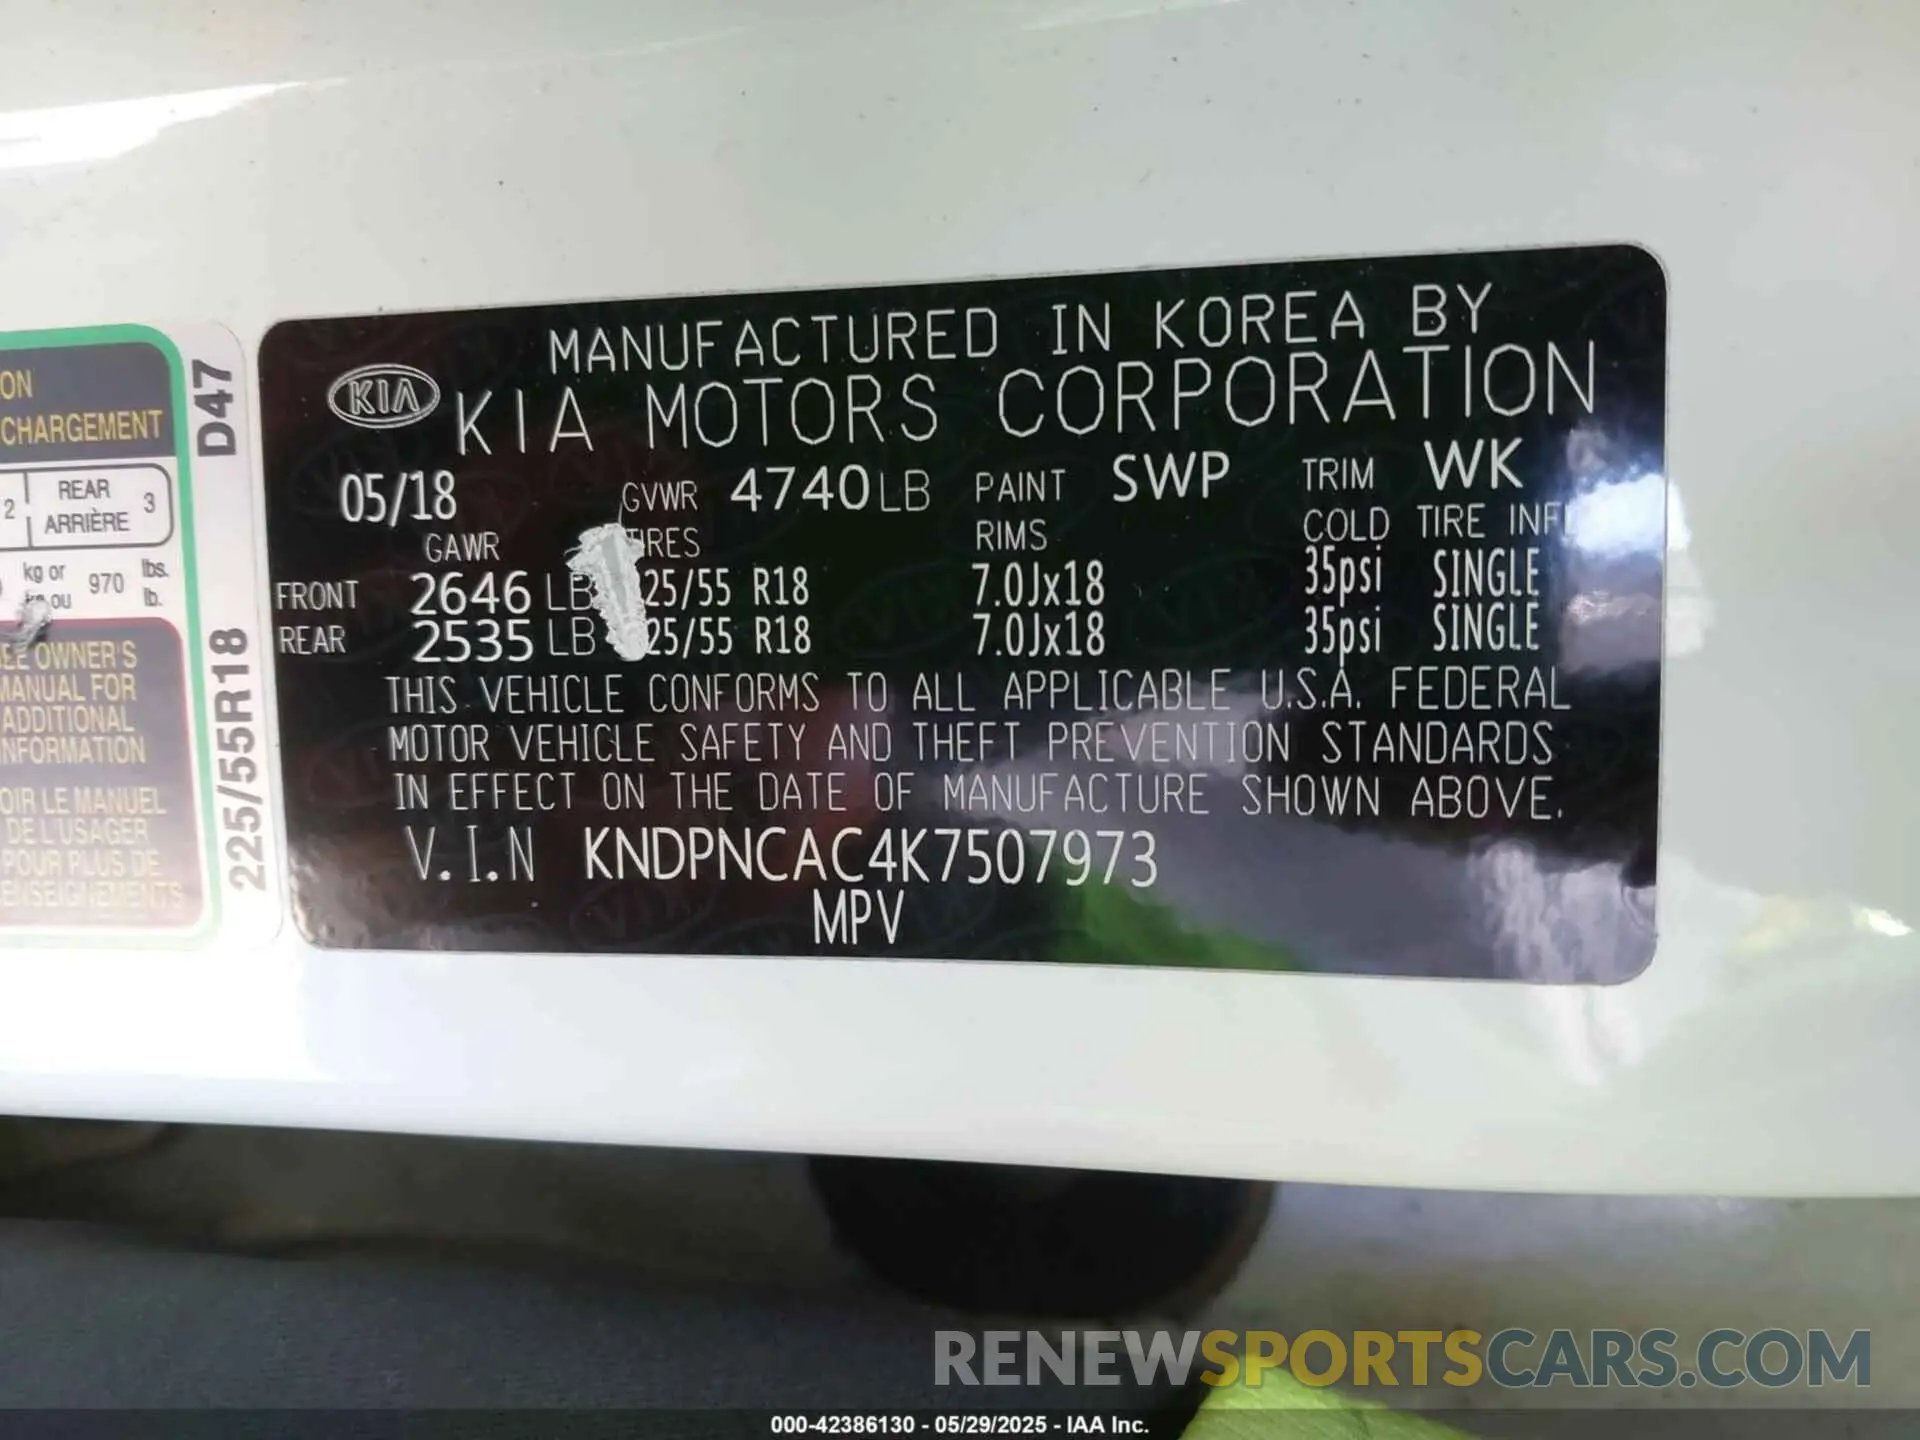 ON
CHARGEMENT
2 REAR ARRIÈRE 3
kg or 970 lbs.
ou lb.
OWNER'S
MANUAL FOR
ADDITIONAL
INFORMATION
OIR LE MANUEL
DE L'USAGER
POUR PLUS DE
ENSEIGNEMENTS
D47
225/55R18
MANUFACTURED IN KOREA BY
KIA KIA MOTORS CORPORATION
05/18 GVWR 4740LB PAINT SWP TRIM WK
GAWR TIRES RIMS COLD TIRE INF
FRONT 2646 LB 25/55 R18 7.0Jx18 35psi SINGLE
REAR 2535 LB 25/55 R18 7.0Jx18 35psi SINGLE
THIS VEHICLE CONFORMS TO ALL APPLICABLE U.S.A. FEDERAL
MOTOR VEHICLE SAFETY AND THEFT PREVENTION STANDARDS
IN EFFECT ON THE DATE OF MANUFACTURE SHOWN ABOVE.
V.I.N KNDPNCAC4K7507973
MPV
RENEWSPORTSCARS.COM
000-42386130 - 05/29/2025 - IAA Inc.